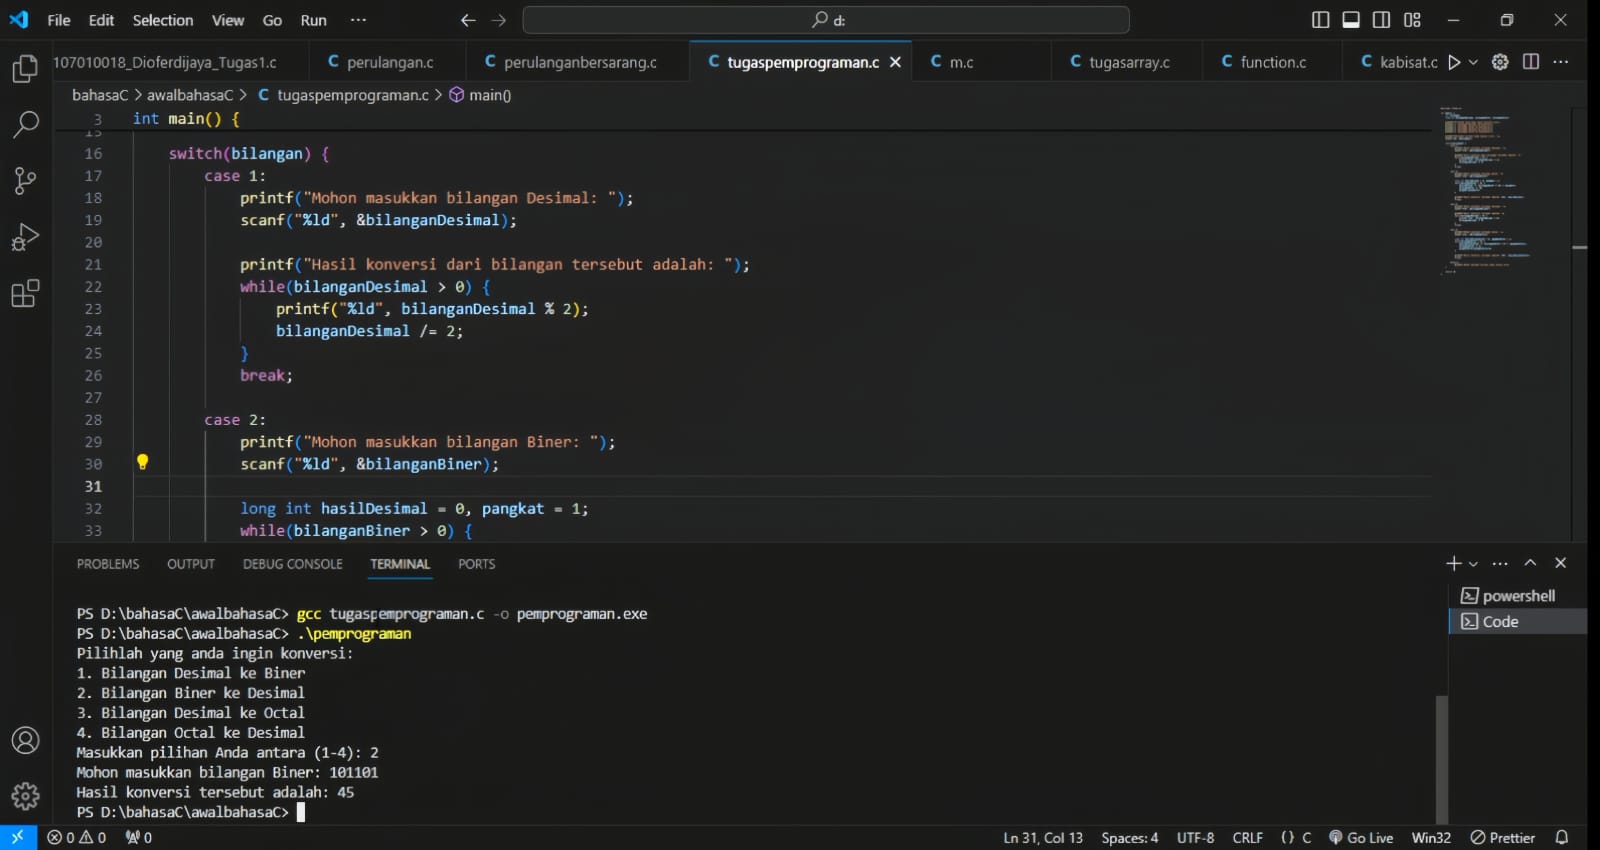 File Edit Selection View Go Run ··· d:
107010018_Dioferdijaya_Tugas1.c C perulangan.c C perulanganbersarang.c C tugaspemprograman.c C m.c C tugasarray.c C function.c C kabisat.c
bahasaC > awalbahasaC > C tugaspemprograman.c > main()
3 int main() {
15
16 switch(bilangan) {
17 case 1:
18 printf("Mohon masukkan bilangan Desimal: ");
19 scanf("%ld", &bilanganDesimal);
20
21 printf("Hasil konversi dari bilangan tersebut adalah: ");
22 while(bilanganDesimal > 0) {
23 printf("%ld", bilanganDesimal % 2);
24 bilanganDesimal /= 2;
25 }
26 break;
27
28 case 2:
29 printf("Mohon masukkan bilangan Biner: ");
30 scanf("%ld", &bilanganBiner);
31
32 long int hasilDesimal = 0, pangkat = 1;
33 while(bilanganBiner > 0) {
PROBLEMS OUTPUT DEBUG CONSOLE TERMINAL PORTS
powershell
Code
PS D:\bahasaC\awalbahasaC> gcc tugaspemprograman.c -o pemprograman.exe
PS D:\bahasaC\awalbahasaC> .\pemprograman
Pilihlah yang anda ingin konversi:
1. Bilangan Desimal ke Biner
2. Bilangan Biner ke Desimal
3. Bilangan Desimal ke Octal
4. Bilangan Octal ke Desimal
Masukkan pilihan Anda antara (1-4): 2
Mohon masukkan bilangan Biner: 101101
Hasil konversi tersebut adalah: 45
PS D:\bahasaC\awalbahasaC>
0 0 0 Ln 31, Col 13 Spaces: 4 UTF-8 CRLF {} C Go Live Win32 Prettier